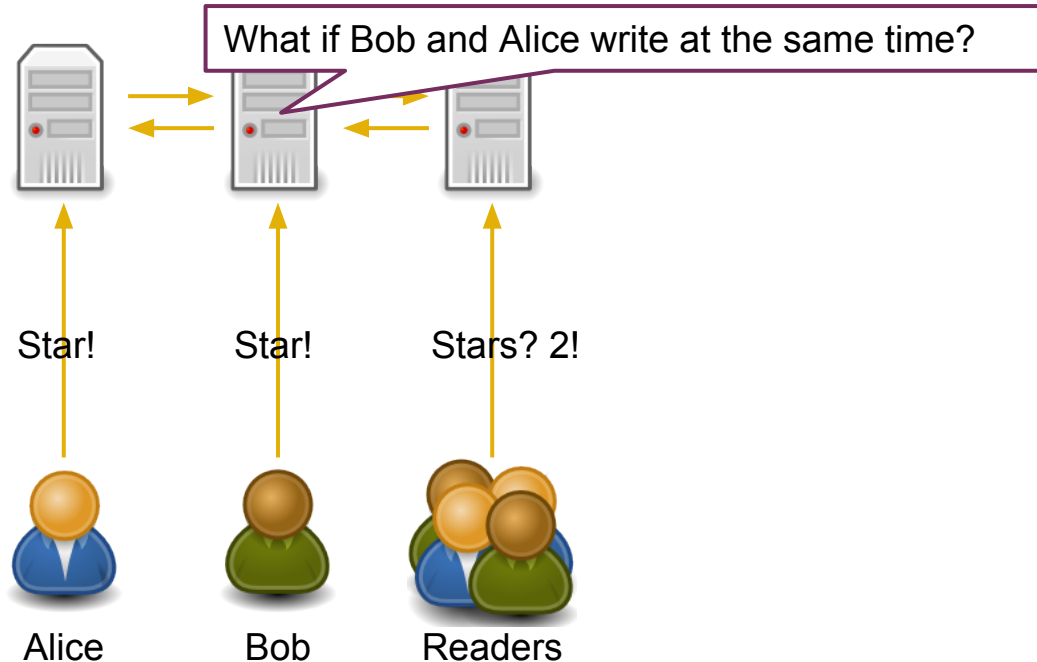 What if Bob and Alice write at the same time?
Star!
Star!
Stars? 2!
Alice
Bob
Readers